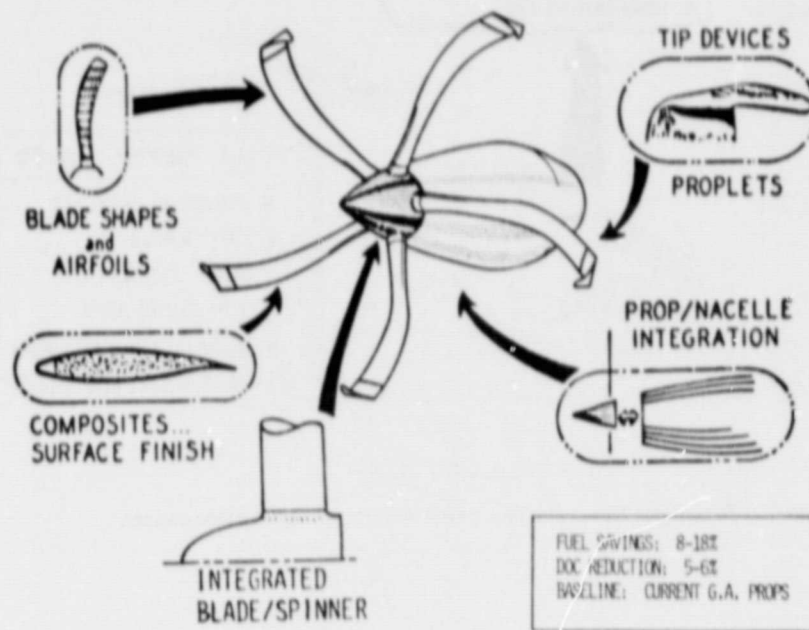 TIP DEVICES
PROPLETS
BLADE SHAPES
and
AIRFOILS
PROP/NACELLE
INTEGRATION
COMPOSITES...
SURFACE FINISH
INTEGRATED
BLADE/SPINNER
FUEL SAVINGS: 8-18%
DOC REDUCTION: 5-6%
BASELINE: CURRENT G.A. PROPS